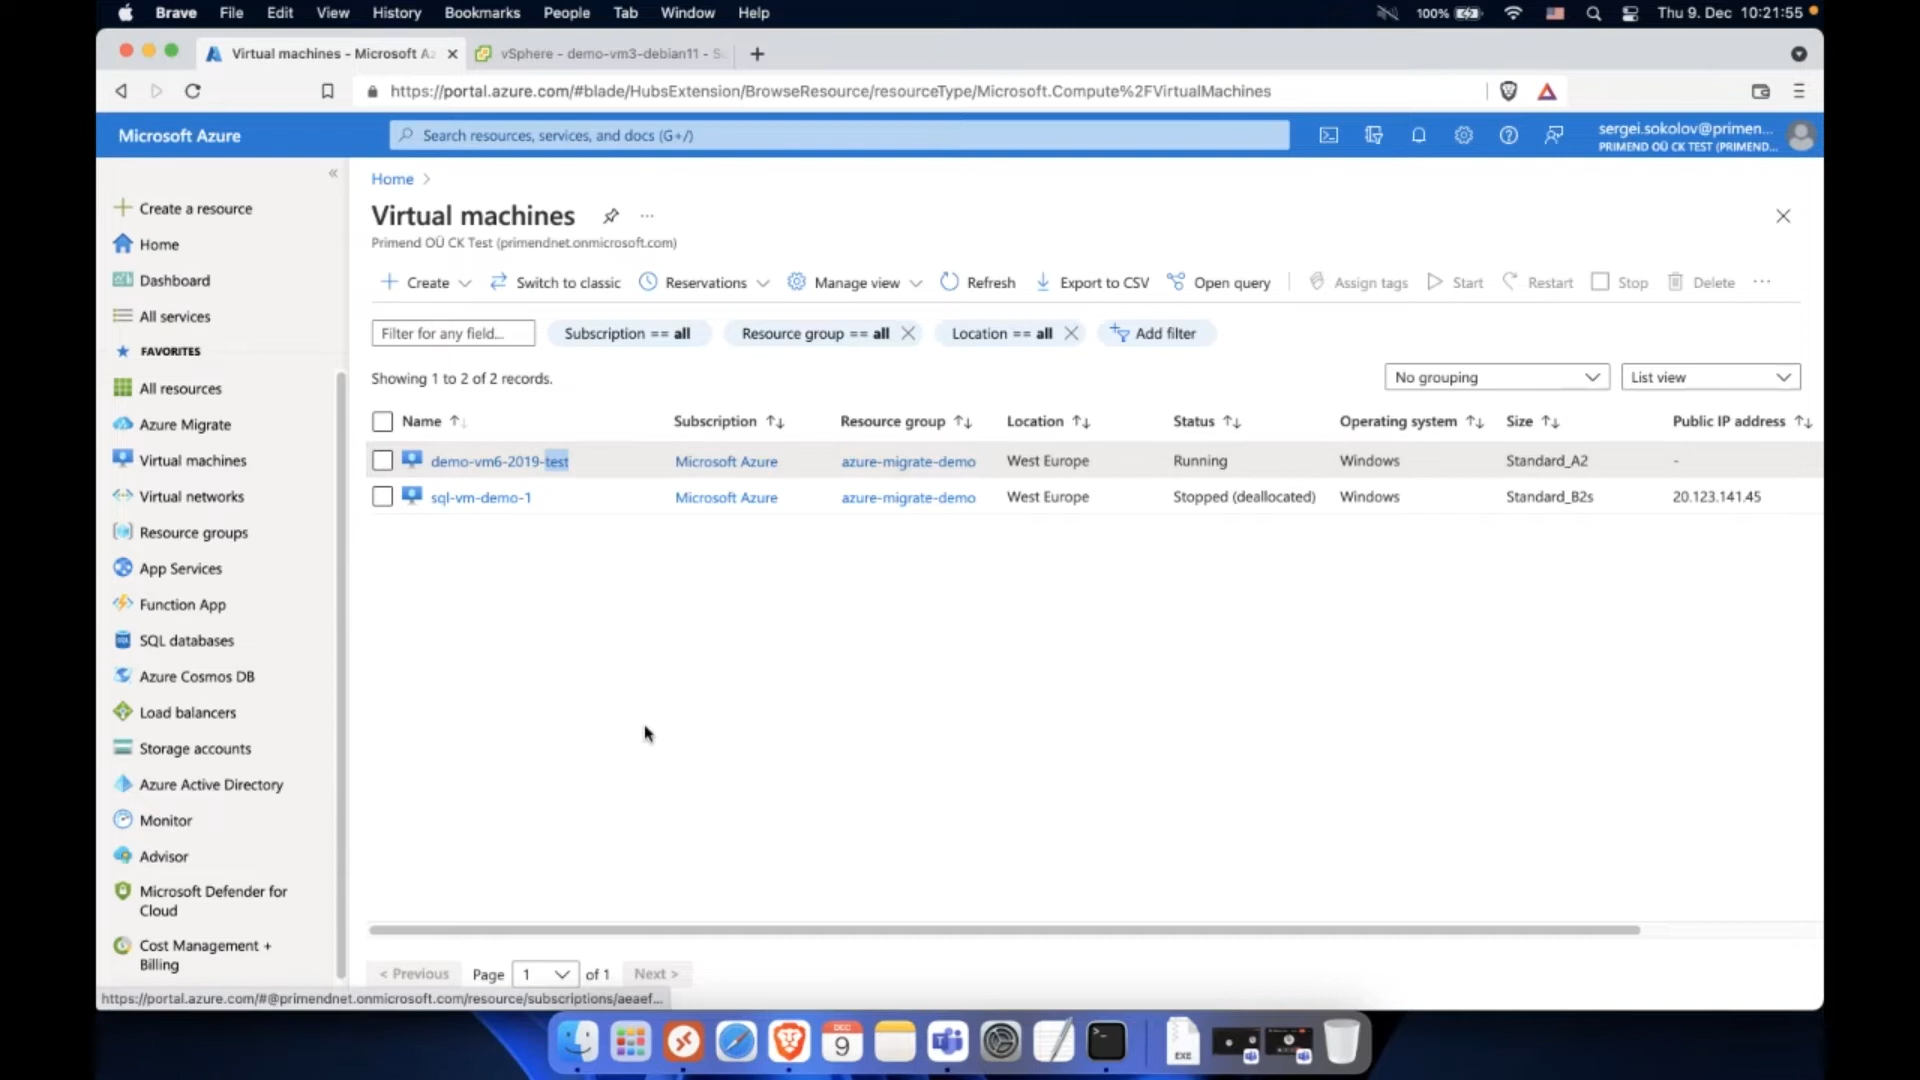 Brave File Edit View History Bookmarks People Tab Window Help 100% Thu 9. Dec 10:21:55
Virtual machines - Microsoft Az vSphere - demo-vm3-debian11 - S
https://portal.azure.com/#blade/HubsExtension/BrowseResource/resourceType/Microsoft.Compute%2FVirtualMachines
Microsoft Azure
Search resources, services, and docs (G+/)
sergei.sokolov@primen...
PRIMEND OÜ CK TEST (PRIMEND...
«
Create a resource
Home
Dashboard
All services
FAVORITES
All resources
Azure Migrate
Virtual machines
Virtual networks
Resource groups
App Services
Function App
SQL databases
Azure Cosmos DB
Load balancers
Storage accounts
Azure Active Directory
Monitor
Advisor
Microsoft Defender for
Cloud
Cost Management +
Billing
Home >
Virtual machines ...
Primend OÜ CK Test (primendnet.onmicrosoft.com)
Create Switch to classic Reservations Manage view Refresh Export to CSV Open query Assign tags Start Restart Stop Delete ...
Filter for any field... Subscription == all Resource group == all Location == all Add filter
Showing 1 to 2 of 2 records.
No grouping List view
Name Subscription Resource group Location Status Operating system Size Public IP address
demo-vm6-2019-test Microsoft Azure azure-migrate-demo West Europe Running Windows Standard_A2 -
sql-vm-demo-1 Microsoft Azure azure-migrate-demo West Europe Stopped (deallocated) Windows Standard_B2s 20.123.141.45
< Previous Page 1 of 1 Next >
https://portal.azure.com/#@primendnet.onmicrosoft.com/resource/subscriptions/aeaef...
DEC
9
EXE